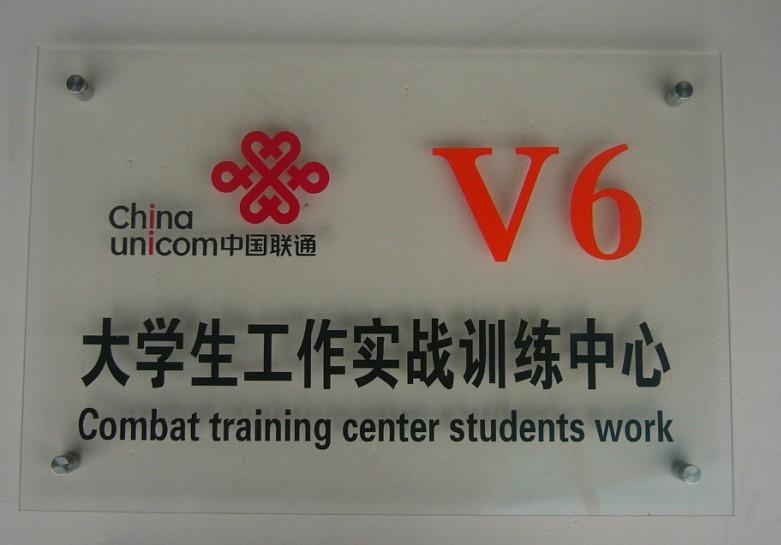 China
unicom中国联通
V6
大学生工作实战训练中心
Combat training center students work